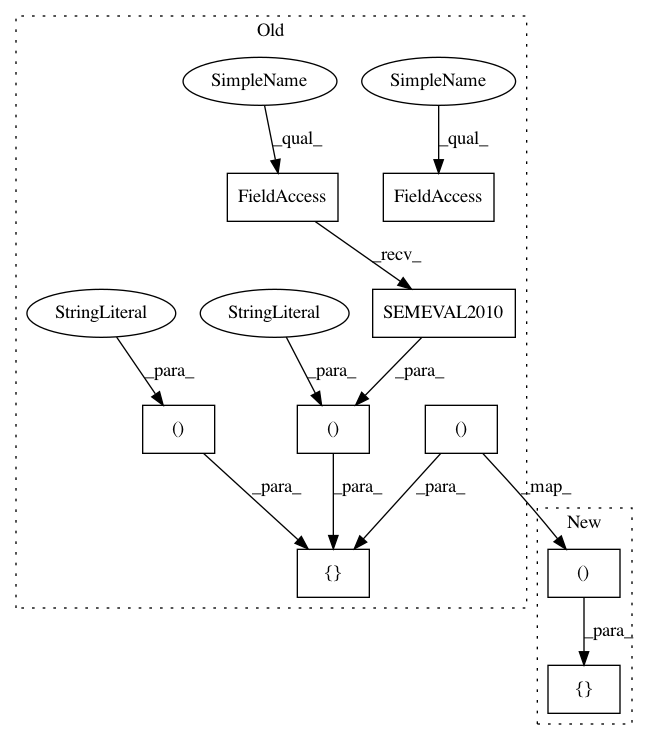 Old
SimpleName
SimpleName
_qual_
_qual_
FieldAccess
FieldAccess
_recv_
StringLiteral
StringLiteral
SEMEVAL2010
_para_
_para_
_para_
()
()
()
_para_
_para_
_para_
_map_
New
{}
()
_para_
{}